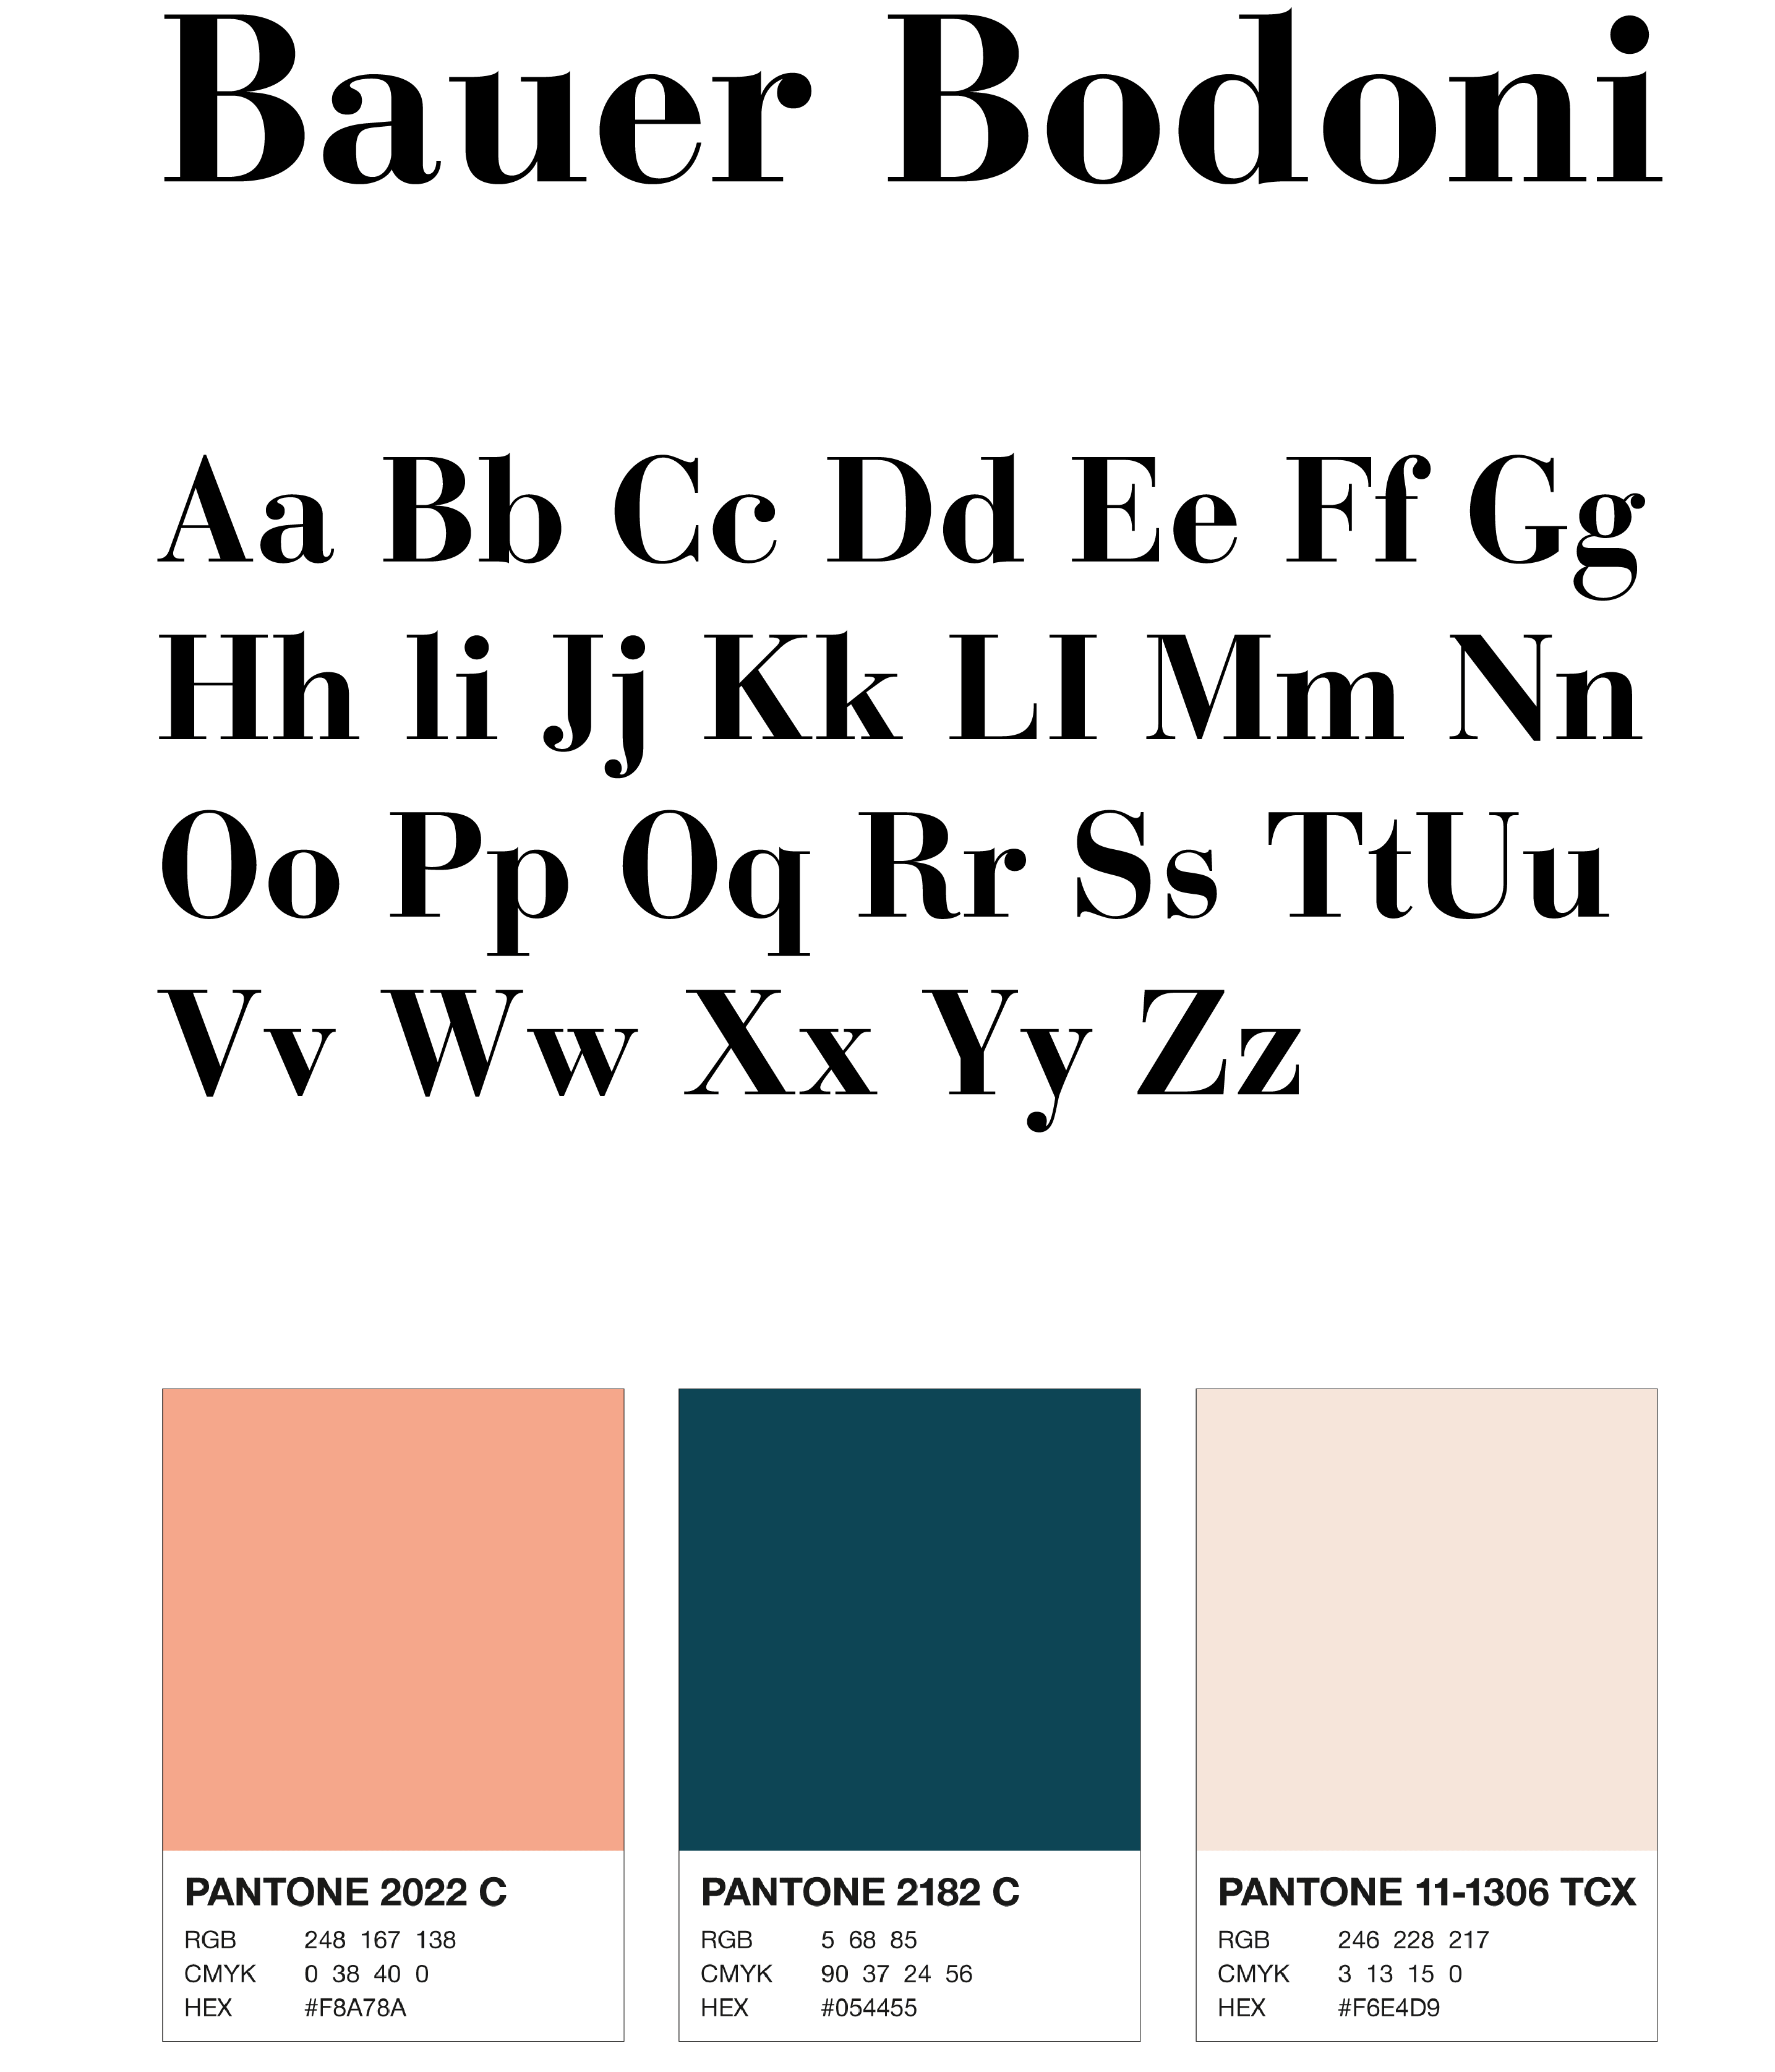 Bauer Bodoni
Aa Bb Cc Dd Ee Ff Gg
Hh li Jj Kk LI Mm Nn
Oo Pp Oq Rr Ss TtUu
Vv Ww Xx Yy Zz
PANTONE 2022 C
RGB 248 167 138
CMYK 0 38 40 0
HEX #F8A78A
PANTONE 2182 C
RGB 5 68 85
CMYK 90 37 24 56
HEX #054455
PANTONE 11-1306 TCX
RGB 246 228 217
CMYK 3 13 15 0
HEX #F6E4D9